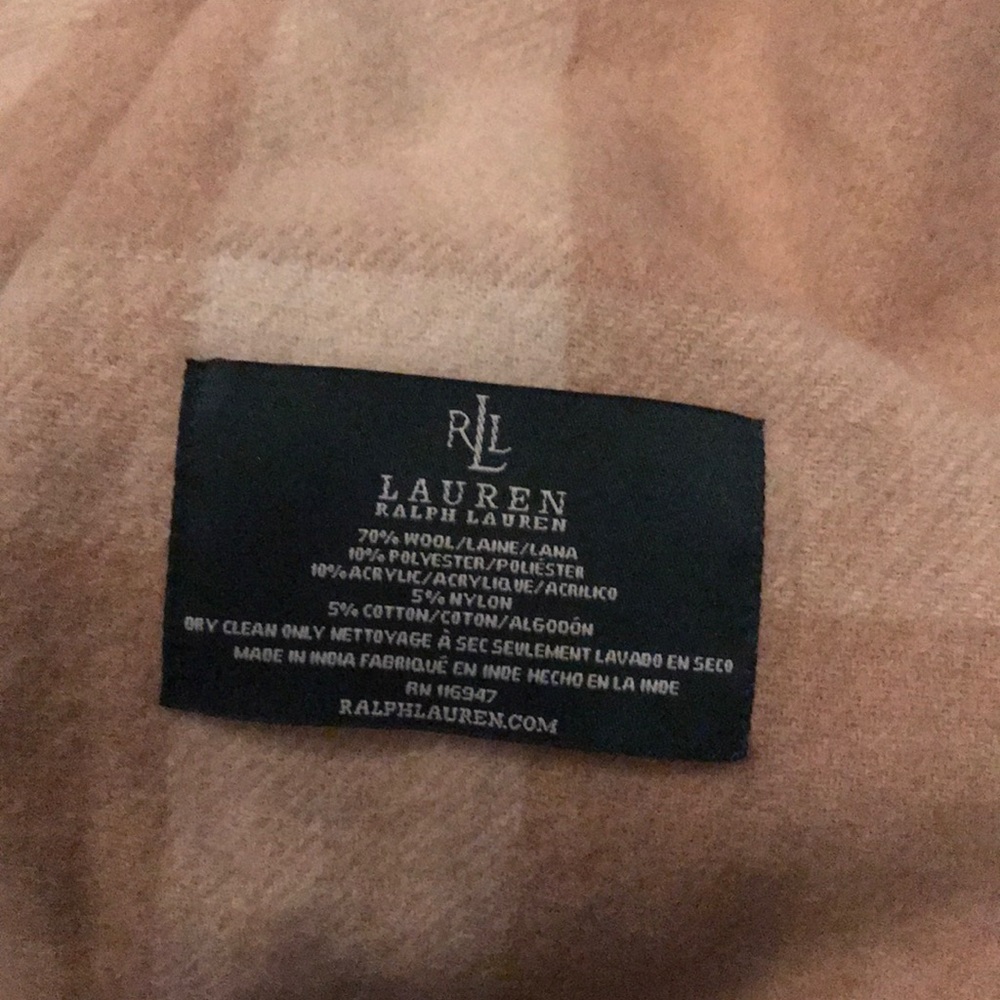 RLL
LAUREN
RALPH LAUREN
70% WOOL/LAINE/LANA
10% POLYESTER/POLIÉSTER
10% ACRYLIC/ACRYLIQUE/ACRILICO
5% NYLON
5% COTTON/COTON/ALGODÓN
DRY CLEAN ONLY NETTOYAGE À SEC SEULEMENT LAVADO EN SECO
MADE IN INDIA FABRIQUÉ EN INDE HECHO EN LA INDE
RN 116947
RALPHLAUREN.COM